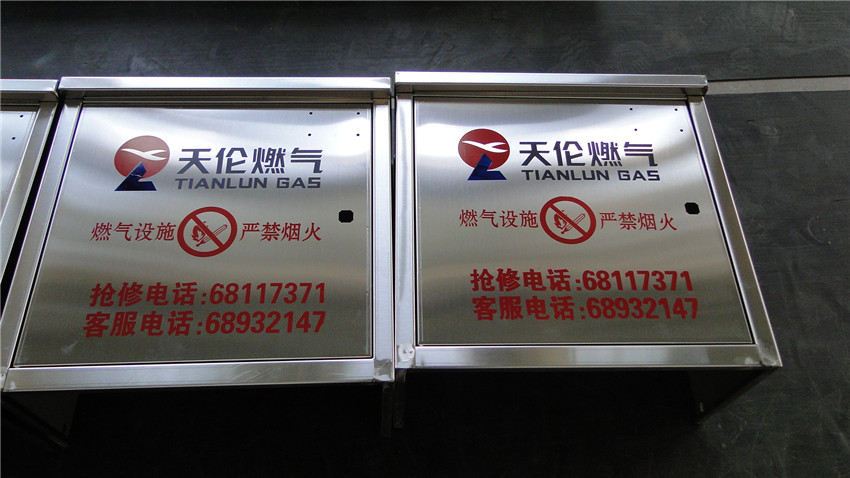 天伦燃气
TIANLUN GAS
燃气设施 严禁烟火
抢修电话:68117371
客服电话:68932147
天伦燃气
TIANLUN GAS
燃气设施 严禁烟火
抢修电话:68117371
客服电话:68932147